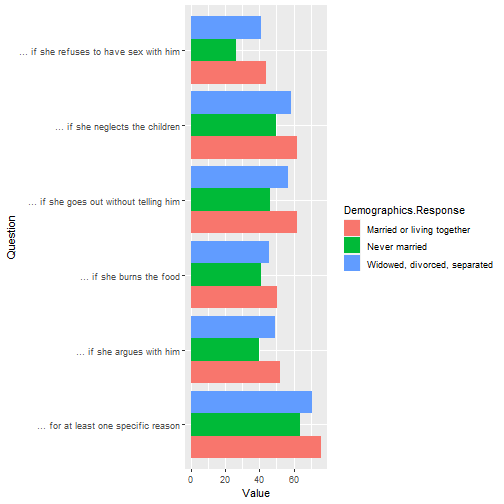 ... if she refuses to have sex with him
... if she neglects the children
... if she goes out without telling him
... if she burns the food
... if she argues with him
... for at least one specific reason
Question
0 20 40 60
Value
Demographics.Response
Married or living together
Never married
Widowed, divorced, separated